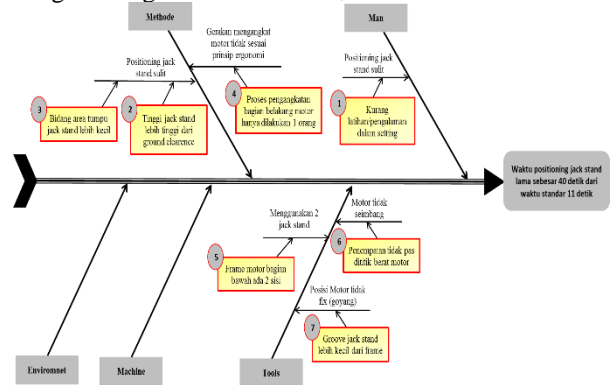 Methode
Man
Gerakan mengangkat
motor tidak sesuai
prinsip ergonomi
Positioning jack
stand sulit
Positioning jack
stand sulit
3
Bidang area tumpu
jack stand lebih kecil
2
Tinggi jack stand
lebih tinggi dari
ground clearence
4
Proses pengangkatan
bagian belakang motor
hanya dilakukan 1 orang
1
Kurang
latihan/pengalaman
dalam setting
Waktu positioning jack stand
lama sebesar 40 detik dari
waktu standar 11 detik
Menggunakan 2
jack stand
Motor tidak
seimbang
5
Frame motor bagian
bawah ada 2 sisi
6
Penempatan tidak pas
dititik berat motor
Posisi Motor tidak
fix (goyang)
7
Groove jack stand
lebih kecil dari frame
Enviromnet
Machine
Tools